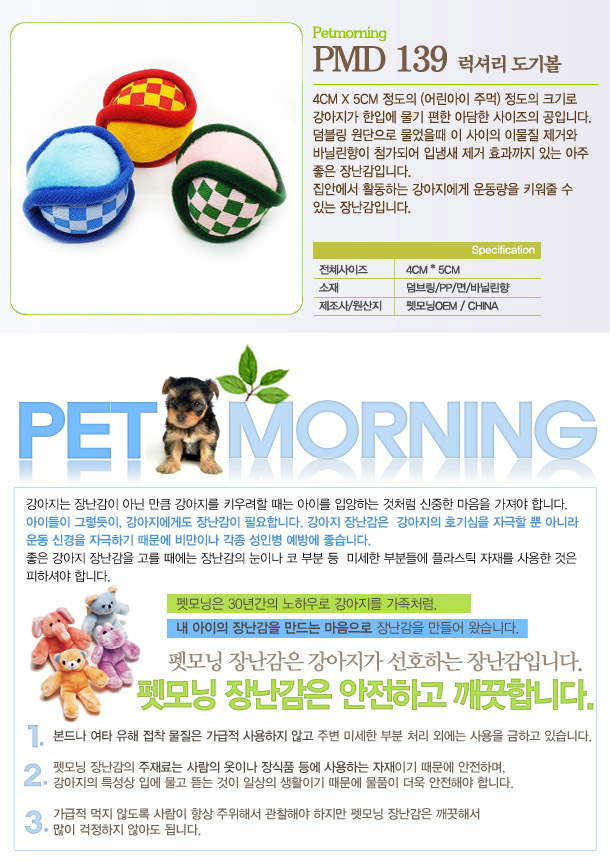 Petmorning
PMD 139 럭셔리 도기볼
4CM X 5CM 정도의 (어린아이 주먹) 정도의 크기로
강아지가 한입에 물기 편한 아담한 사이즈의 공입니다.
덤블링 원단으로 물었을때 이 사이의 이물질 제거와
바닐린향이 첨가되어 입냄새 제거 효과까지 있는 아주
좋은 장난감입니다.
집안에서 활동하는 강아지에게 운동량을 키워줄 수
있는 장난감입니다.
Specification
전체사이즈 4CM * 5CM
소재 덤브링/PP/면/바닐린향
제조사/원산지 펫모닝OEM / CHINA
PET MORNING
강아지는 장난감이 아닌 만큼 강아지를 키우려할 때는 아이를 입양하는 것처럼 신중한 마음을 가져야 합니다.
아이들이 그렇듯이, 강아지에게도 장난감이 필요합니다. 강아지 장난감은 강아지의 호기심을 자극할 뿐 아니라
운동 신경을 자극하기 때문에 비만이나 각종 성인병 예방에 좋습니다.
좋은 강아지 장난감을 고를 때에는 장난감의 눈이나 코 부분 등 미세한 부분들에 플라스틱 자재를 사용한 것은
피하셔야 합니다.
펫모닝은 30년간의 노하우로 강아지를 가족처럼,
내 아이의 장난감을 만드는 마음으로 장난감을 만들어 왔습니다.
펫모닝 장난감은 강아지가 선호하는 장난감입니다.
펫모닝 장난감은 안전하고 깨끗합니다.
1. 본드나 여타 유해 접착 물질은 가급적 사용하지 않고 주변 미세한 부분 처리 외에는 사용을 금하고 있습니다.
2. 펫모닝 장난감의 주재료는 사람의 옷이나 장식품 등에 사용하는 자재이기 때문에 안전하며,
강아지의 특성상 입에 물고 뜯는 것이 일상의 생활이기 때문에 물품이 더욱 안전해야 합니다.
3. 가급적 먹지 않도록 사람이 항상 주위해서 관찰해야 하지만 펫모닝 장난감은 깨끗해서
많이 걱정하지 않아도 됩니다.